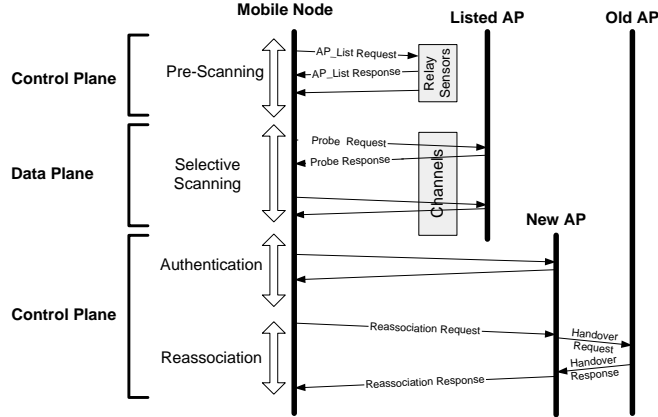 Mobile Node
Listed AP
Old AP
Control Plane
Pre-Scanning
AP_List Request
AP_List Response
Relay
Sensors
Data Plane
Selective
Scanning
Probe Request
Probe Response
Channels
New AP
Control Plane
Authentication
Reassociation
Reassociation Request
Handover
Request
Handover
Response
Reassociation Response